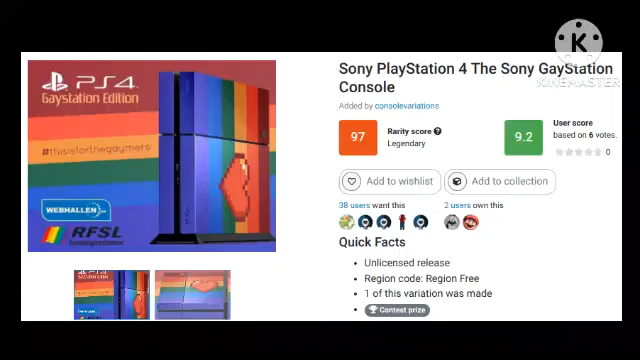 PS4
Gaystation Edition
#thisisforthegaymers
WEBHALLEN
RFSL
K
KINEMASTER
Sony PlayStation 4 The Sony GayStation
Console
Added by consolevariations
97
Rarity score
Legendary
9.2
User score
based on 6 votes.
0
Add to wishlist
Add to collection
38 users want this
2 users own this
Quick Facts
Unlicensed release
Region code: Region Free
1 of this variation was made
Contest prize